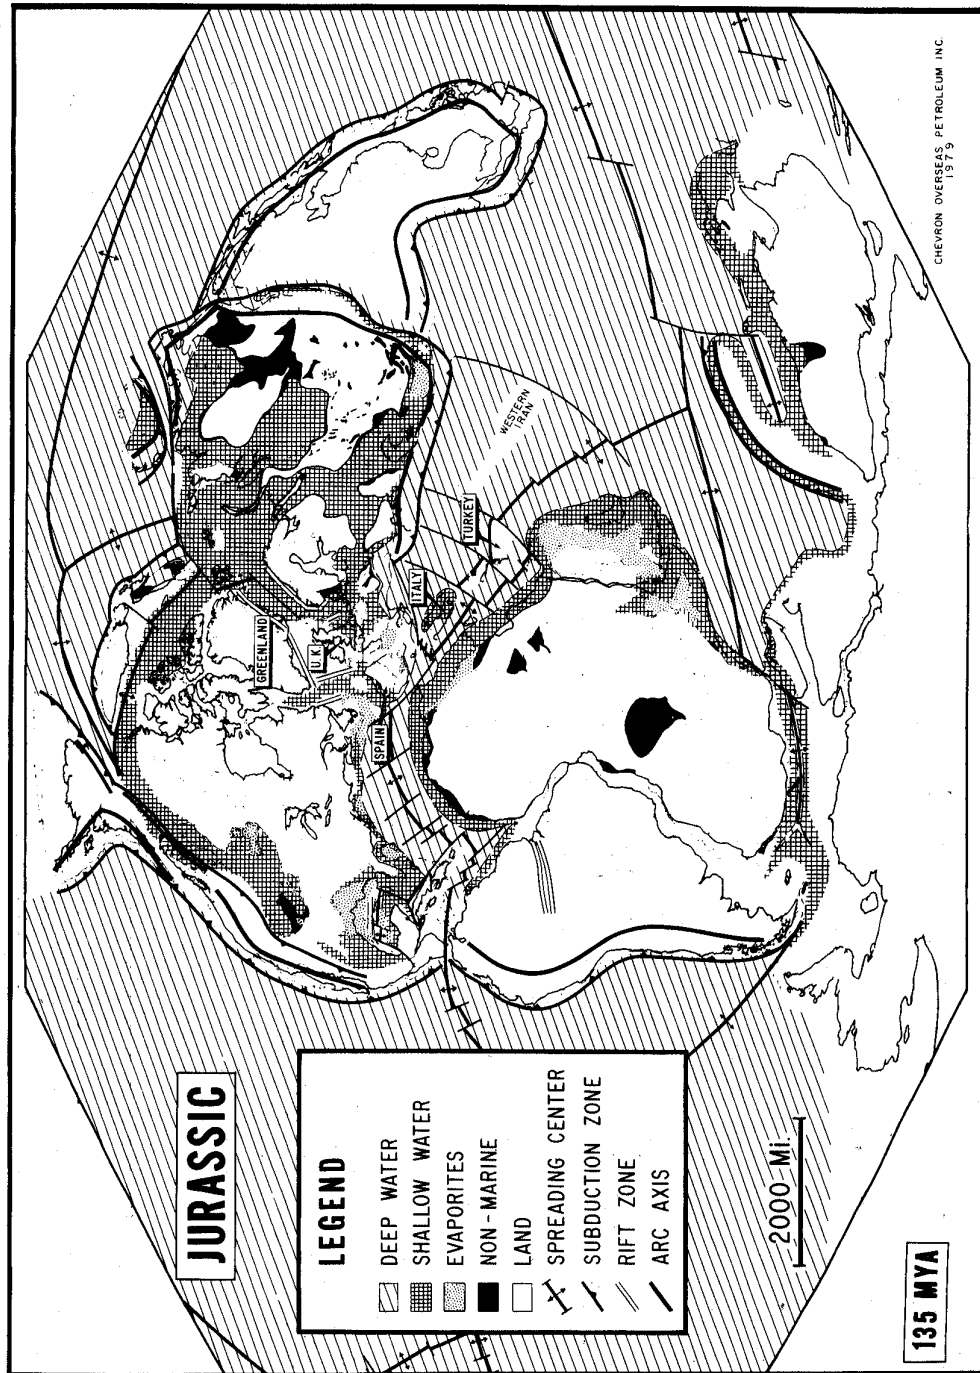 JURASSIC
LEGEND
DEEP WATER
SHALLOW WATER
EVAPORITES
NON-MARINE
LAND
SPREADING CENTER
SUBDUCTION ZONE
RIFT ZONE
ARC AXIS
2000 Mi.
135 MYA
GREENLAND
U.K.
SPAIN
ITALY
TURKEY
WESTERN
IRAN
CHEVRON OVERSEAS PETROLEUM INC.
1979